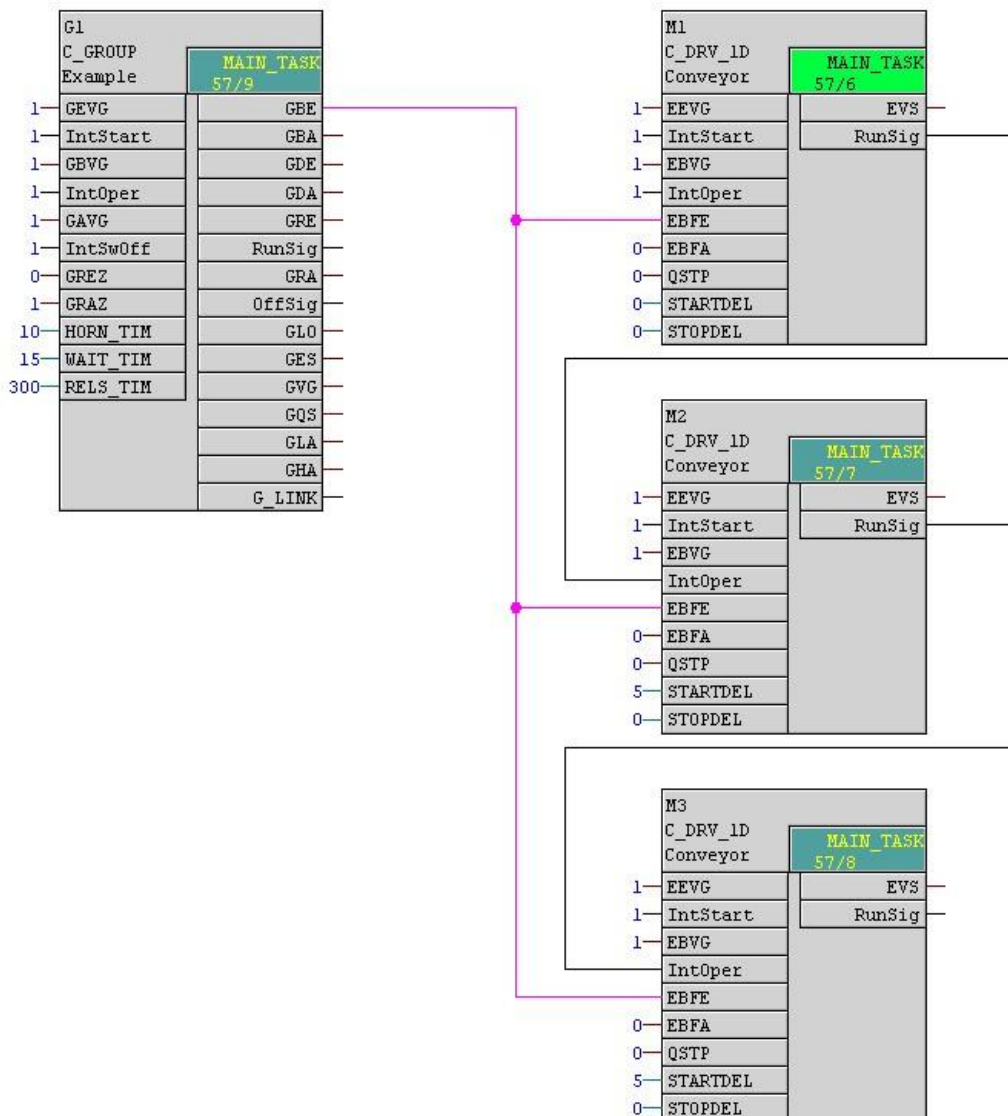 G1
C_GROUP
Example
MAIN_TASK
57/9
1 GEVG GBE
1 IntStart GBA
1 GBVG GDE
1 IntOper GDA
1 GAVG GRE
1 IntSwOff RunSig
0 GREZ GRA
1 GRAZ OffSig
10 HORN_TIM GLO
15 WAIT_TIM GES
300 RELS_TIM GVG
GQS
GLA
GHA
G_LINK
M1
C_DRV_1D
Conveyor
MAIN_TASK
57/6
1 EEVG EVS
1 IntStart RunSig
1 EBVG
1 IntOper
EBFE
0 EBFA
0 QSTP
0 STARTDEL
0 STOPDEL
M2
C_DRV_1D
Conveyor
MAIN_TASK
57/7
1 EEVG EVS
1 IntStart RunSig
1 EBVG
IntOper
EBFE
0 EBFA
0 QSTP
5 STARTDEL
0 STOPDEL
M3
C_DRV_1D
Conveyor
MAIN_TASK
57/8
1 EEVG EVS
1 IntStart RunSig
1 EBVG
IntOper
EBFE
0 EBFA
0 QSTP
5 STARTDEL
0 STOPDEL